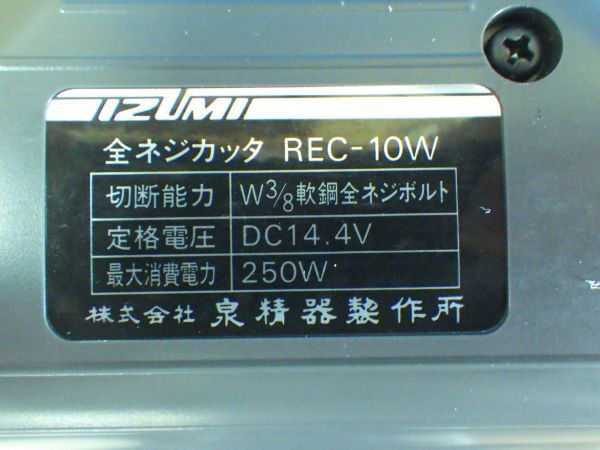 IZUMI
全ネジカッタ REC-10W
切断能力 W3/8軟鋼全ネジボルト
定格電圧 DC14.4V
最大消費電力 250W
株式会社 泉精器製作所